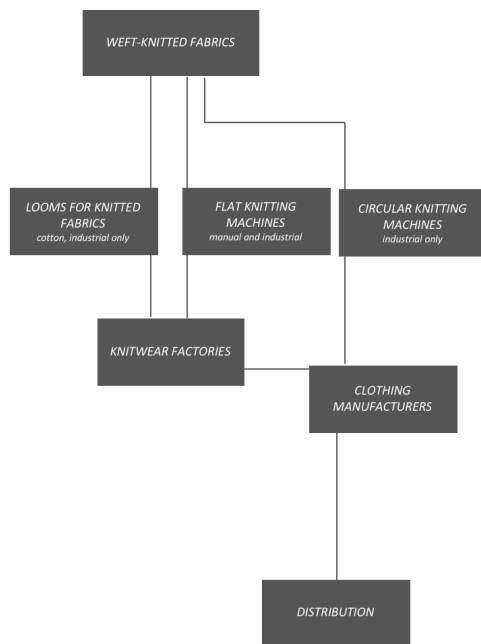 WEFT-KNITTED FABRICS
LOOMS FOR KNITTED
FABRICS
cotton, industrial only
FLAT KNITTING
MACHINES
manual and industrial
CIRCULAR KNITTING
MACHINES
industrial only
KNITWEAR FACTORIES
CLOTHING
MANUFACTURERS
DISTRIBUTION